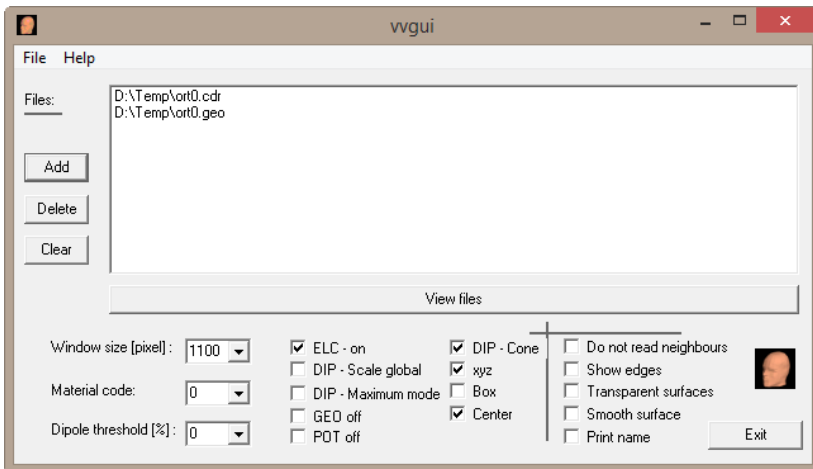 vvgui
File Help
Files:
D:\Temp\ort0.cdr
D:\Temp\ort0.geo
Add
Delete
Clear
View files
Window size [pixel] : 1100
Material code: 0
Dipole threshold [%] : 0
ELC - on
DIP - Scale global
DIP - Maximum mode
GEO off
POT off
DIP - Cone
xyz
Box
Center
Do not read neighbours
Show edges
Transparent surfaces
Smooth surface
Print name
Exit